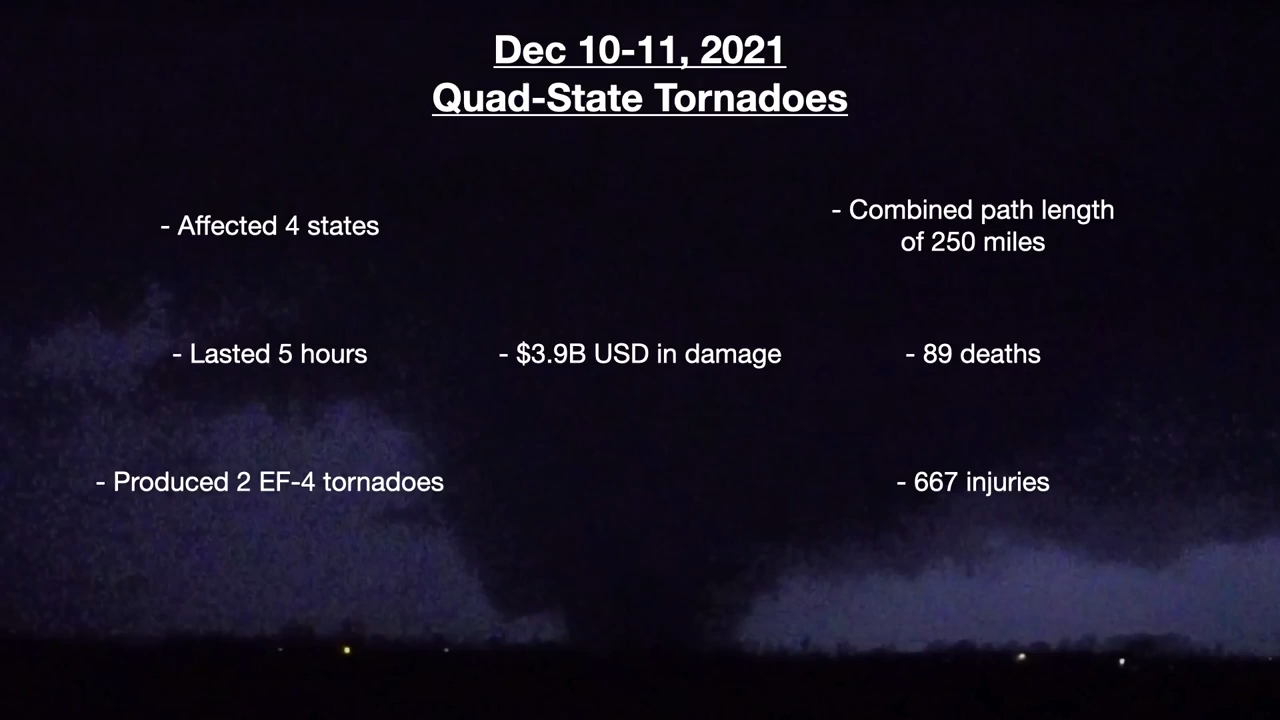 Dec 10-11, 2021
Quad-State Tornadoes
- Affected 4 states
- Combined path length
of 250 miles
- Lasted 5 hours
- $3.9B USD in damage
- 89 deaths
- Produced 2 EF-4 tornadoes
- 667 injuries